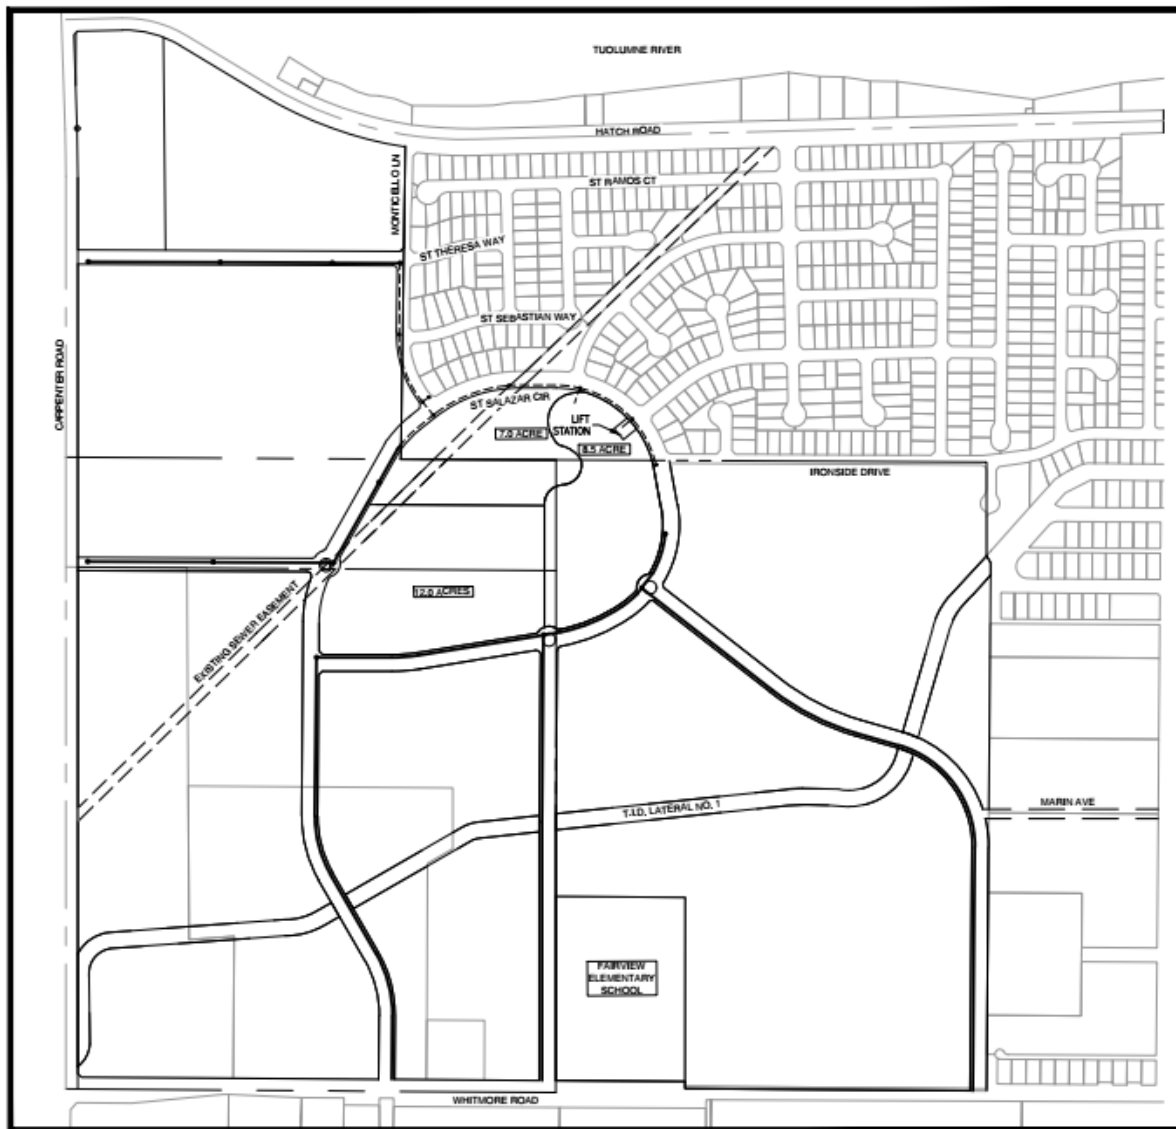 TUOLUMNE RIVER
HATCH ROAD
ST RAMOS CT
MONTICELLO LN
ST THERESA WAY
ST SEBASTIAN WAY
CARPENTER ROAD
ST SALAZAR CIR
LIFT
STATION
7.0 ACRE
8.5 ACRE
IRONSIDE DRIVE
12.0 ACRES
EXISTING SEWER EASEMENT
T.I.D. LATERAL NO. 1
MARIN AVE
FAIRVIEW
ELEMENTARY
SCHOOL
WHITMORE ROAD